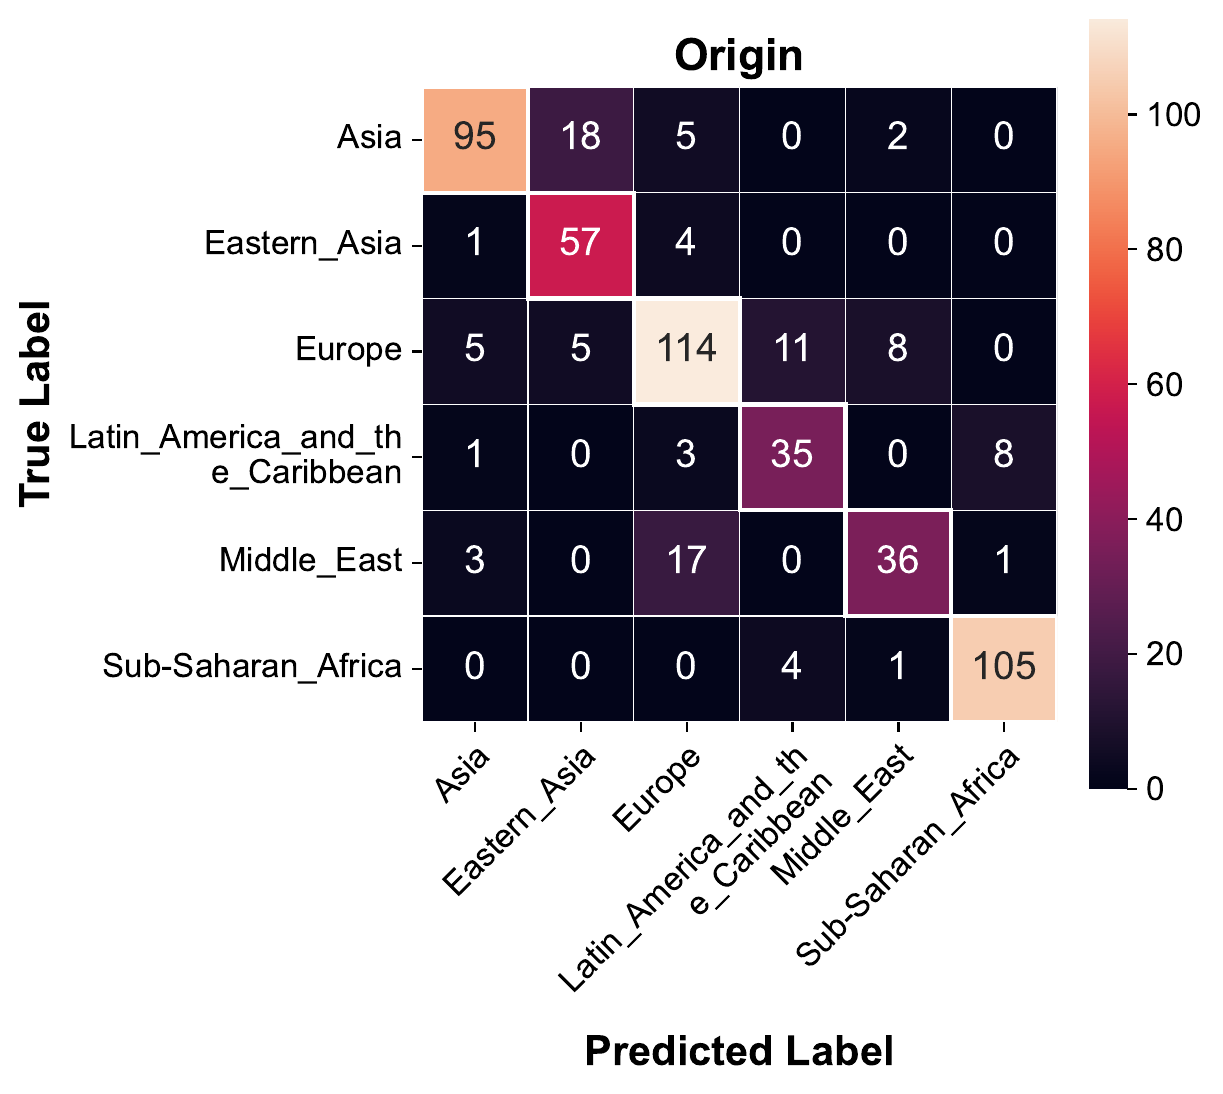 Origin
100
Asia
95 18 5 0 2 0
80
Eastern_Asia
1 57 4 0 0 0
True Label
60
Europe
5 5 114 11 8 0
Latin_America_and_th
e_Caribbean
1 0 3 35 0 8
40
Middle_East
3 0 17 0 36 1
20
Sub-Saharan_Africa
0 0 0 4 1 105
0
Asia
Eastern_Asia
Europe
Latin_America_and_th
e_Caribbean
Middle_East
Sub-Saharan_Africa
Predicted Label